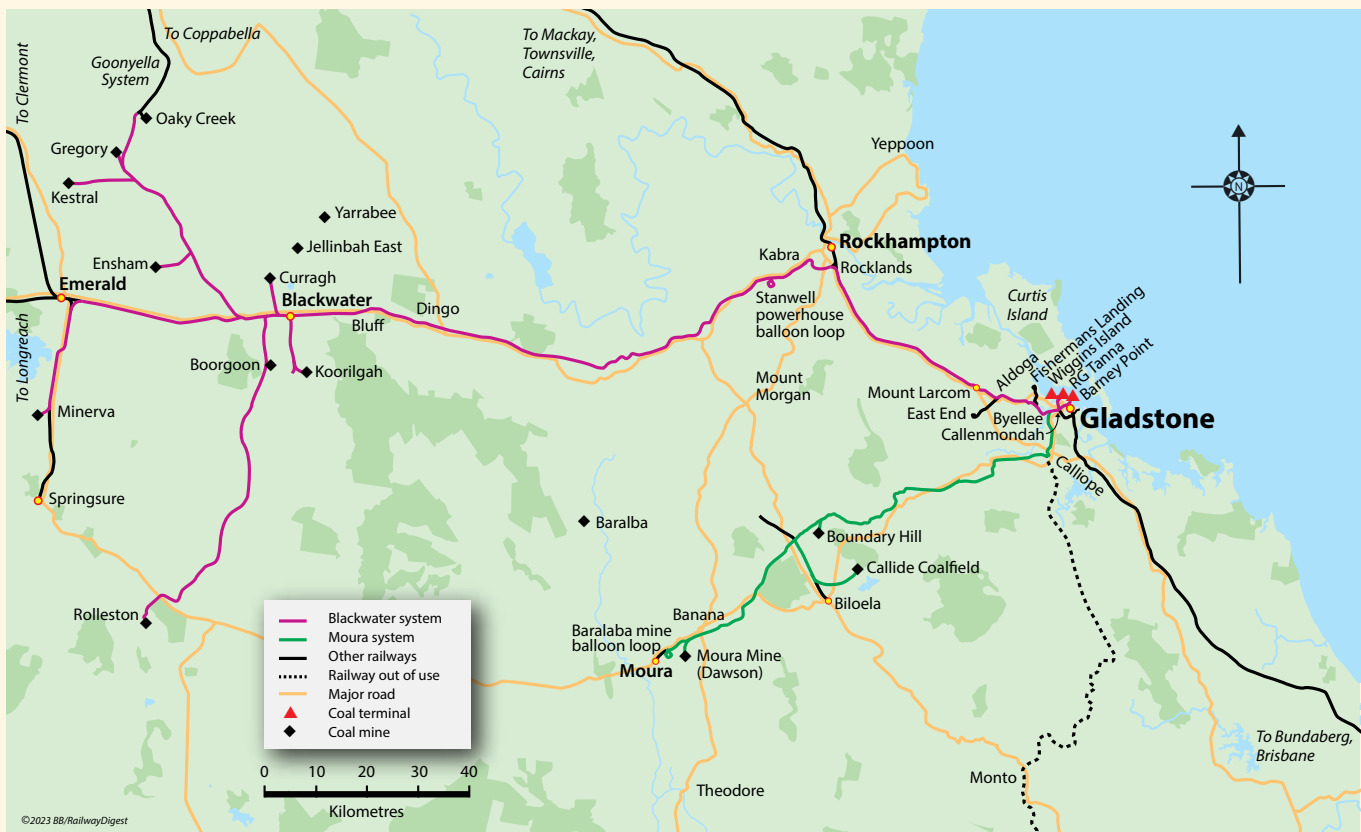 To Clermont
To Coppabella
Goonyella
System
To Mackay,
Townsville,
Cairns
Oaky Creek
Gregory
Kestral
Yarrabee
Jellinbah East
Ensham
Curragh
Emerald
Blackwater
Bluff
Dingo
To Longreach
Boorgoon
Koorilgah
Minerva
Springsure
Rolleston
Yeppoon
Rockhampton
Kabra
Rocklands
Stanwell
powerhouse
balloon loop
Curtis
Island
Mount
Morgan
Mount Larcom
East End
Aldoga
Fishermans Landing
Wiggins Island
RG Tanna
Barney Point
Byellee
Callenmondah
Gladstone
Calliope
Baralba
Boundary Hill
Callide Coalfield
Biloela
Banana
Baralaba mine
balloon loop
Moura
Moura Mine
(Dawson)
Theodore
Monto
To Bundaberg,
Brisbane
N
Blackwater system
Moura system
Other railways
Railway out of use
Major road
Coal terminal
Coal mine
0 10 20 30 40
Kilometres
©2023 BB/RailwayDigest